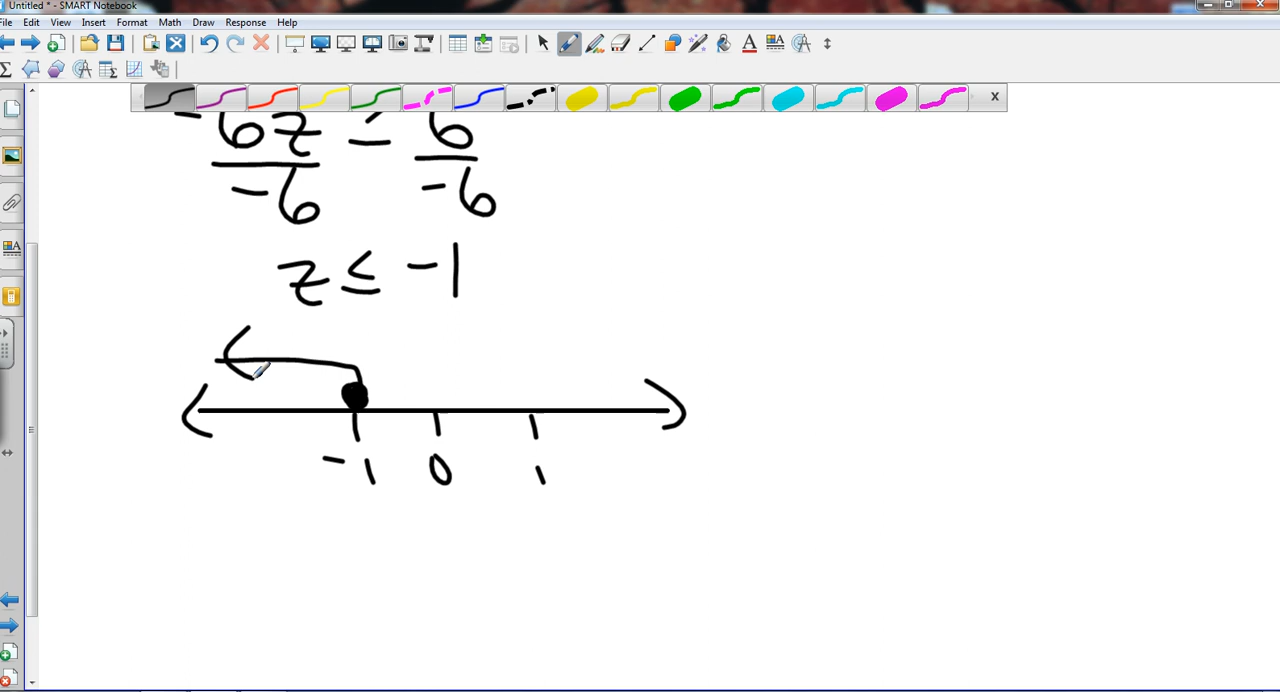 Untitled * - SMART Notebook
File Edit View Insert Format Math Draw Response Help
x
-6z ≥ 6
-6 -6
z ≤ -1
-1 0 1